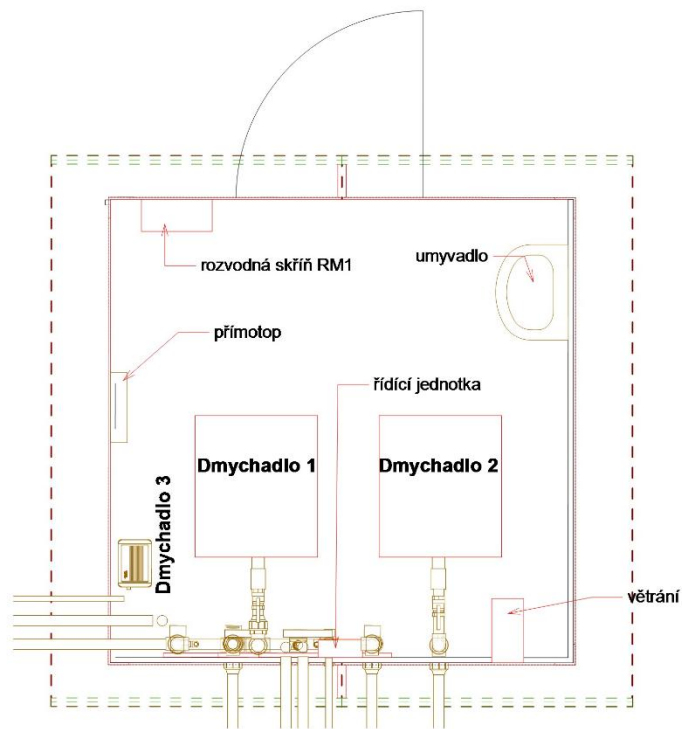 umyvadlo
rozvodná skříň RM1
přímotop
řídící jednotka
Dmychadlo 1
Dmychadlo 2
Dmychadlo 3
větrání